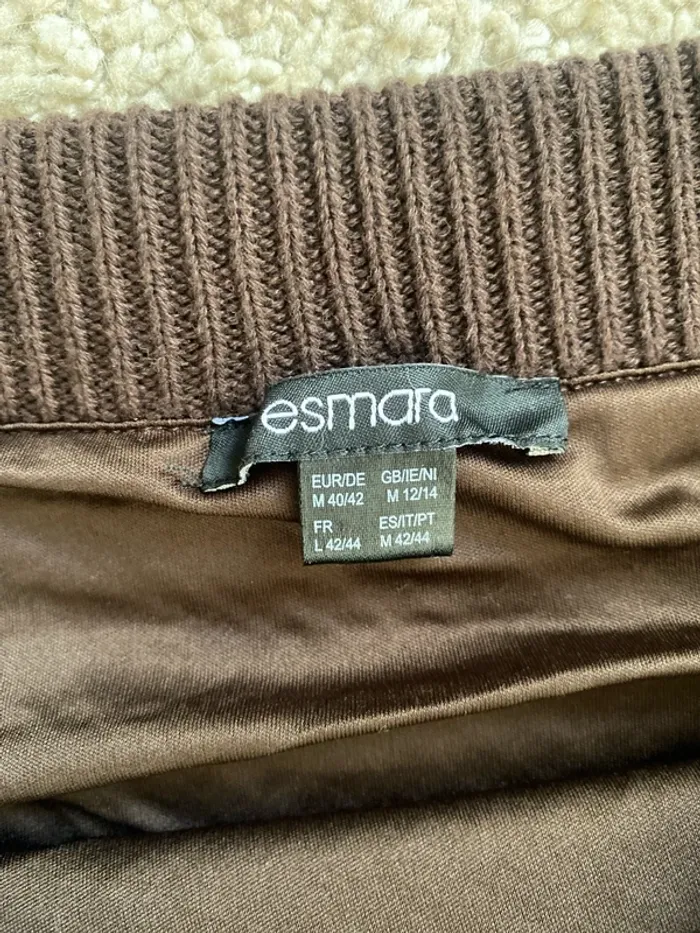 esmara
EUR/DE GB/IE/NI
M 40/42 M 12/14
FR ES/IT/PT
L 42/44 M 42/44